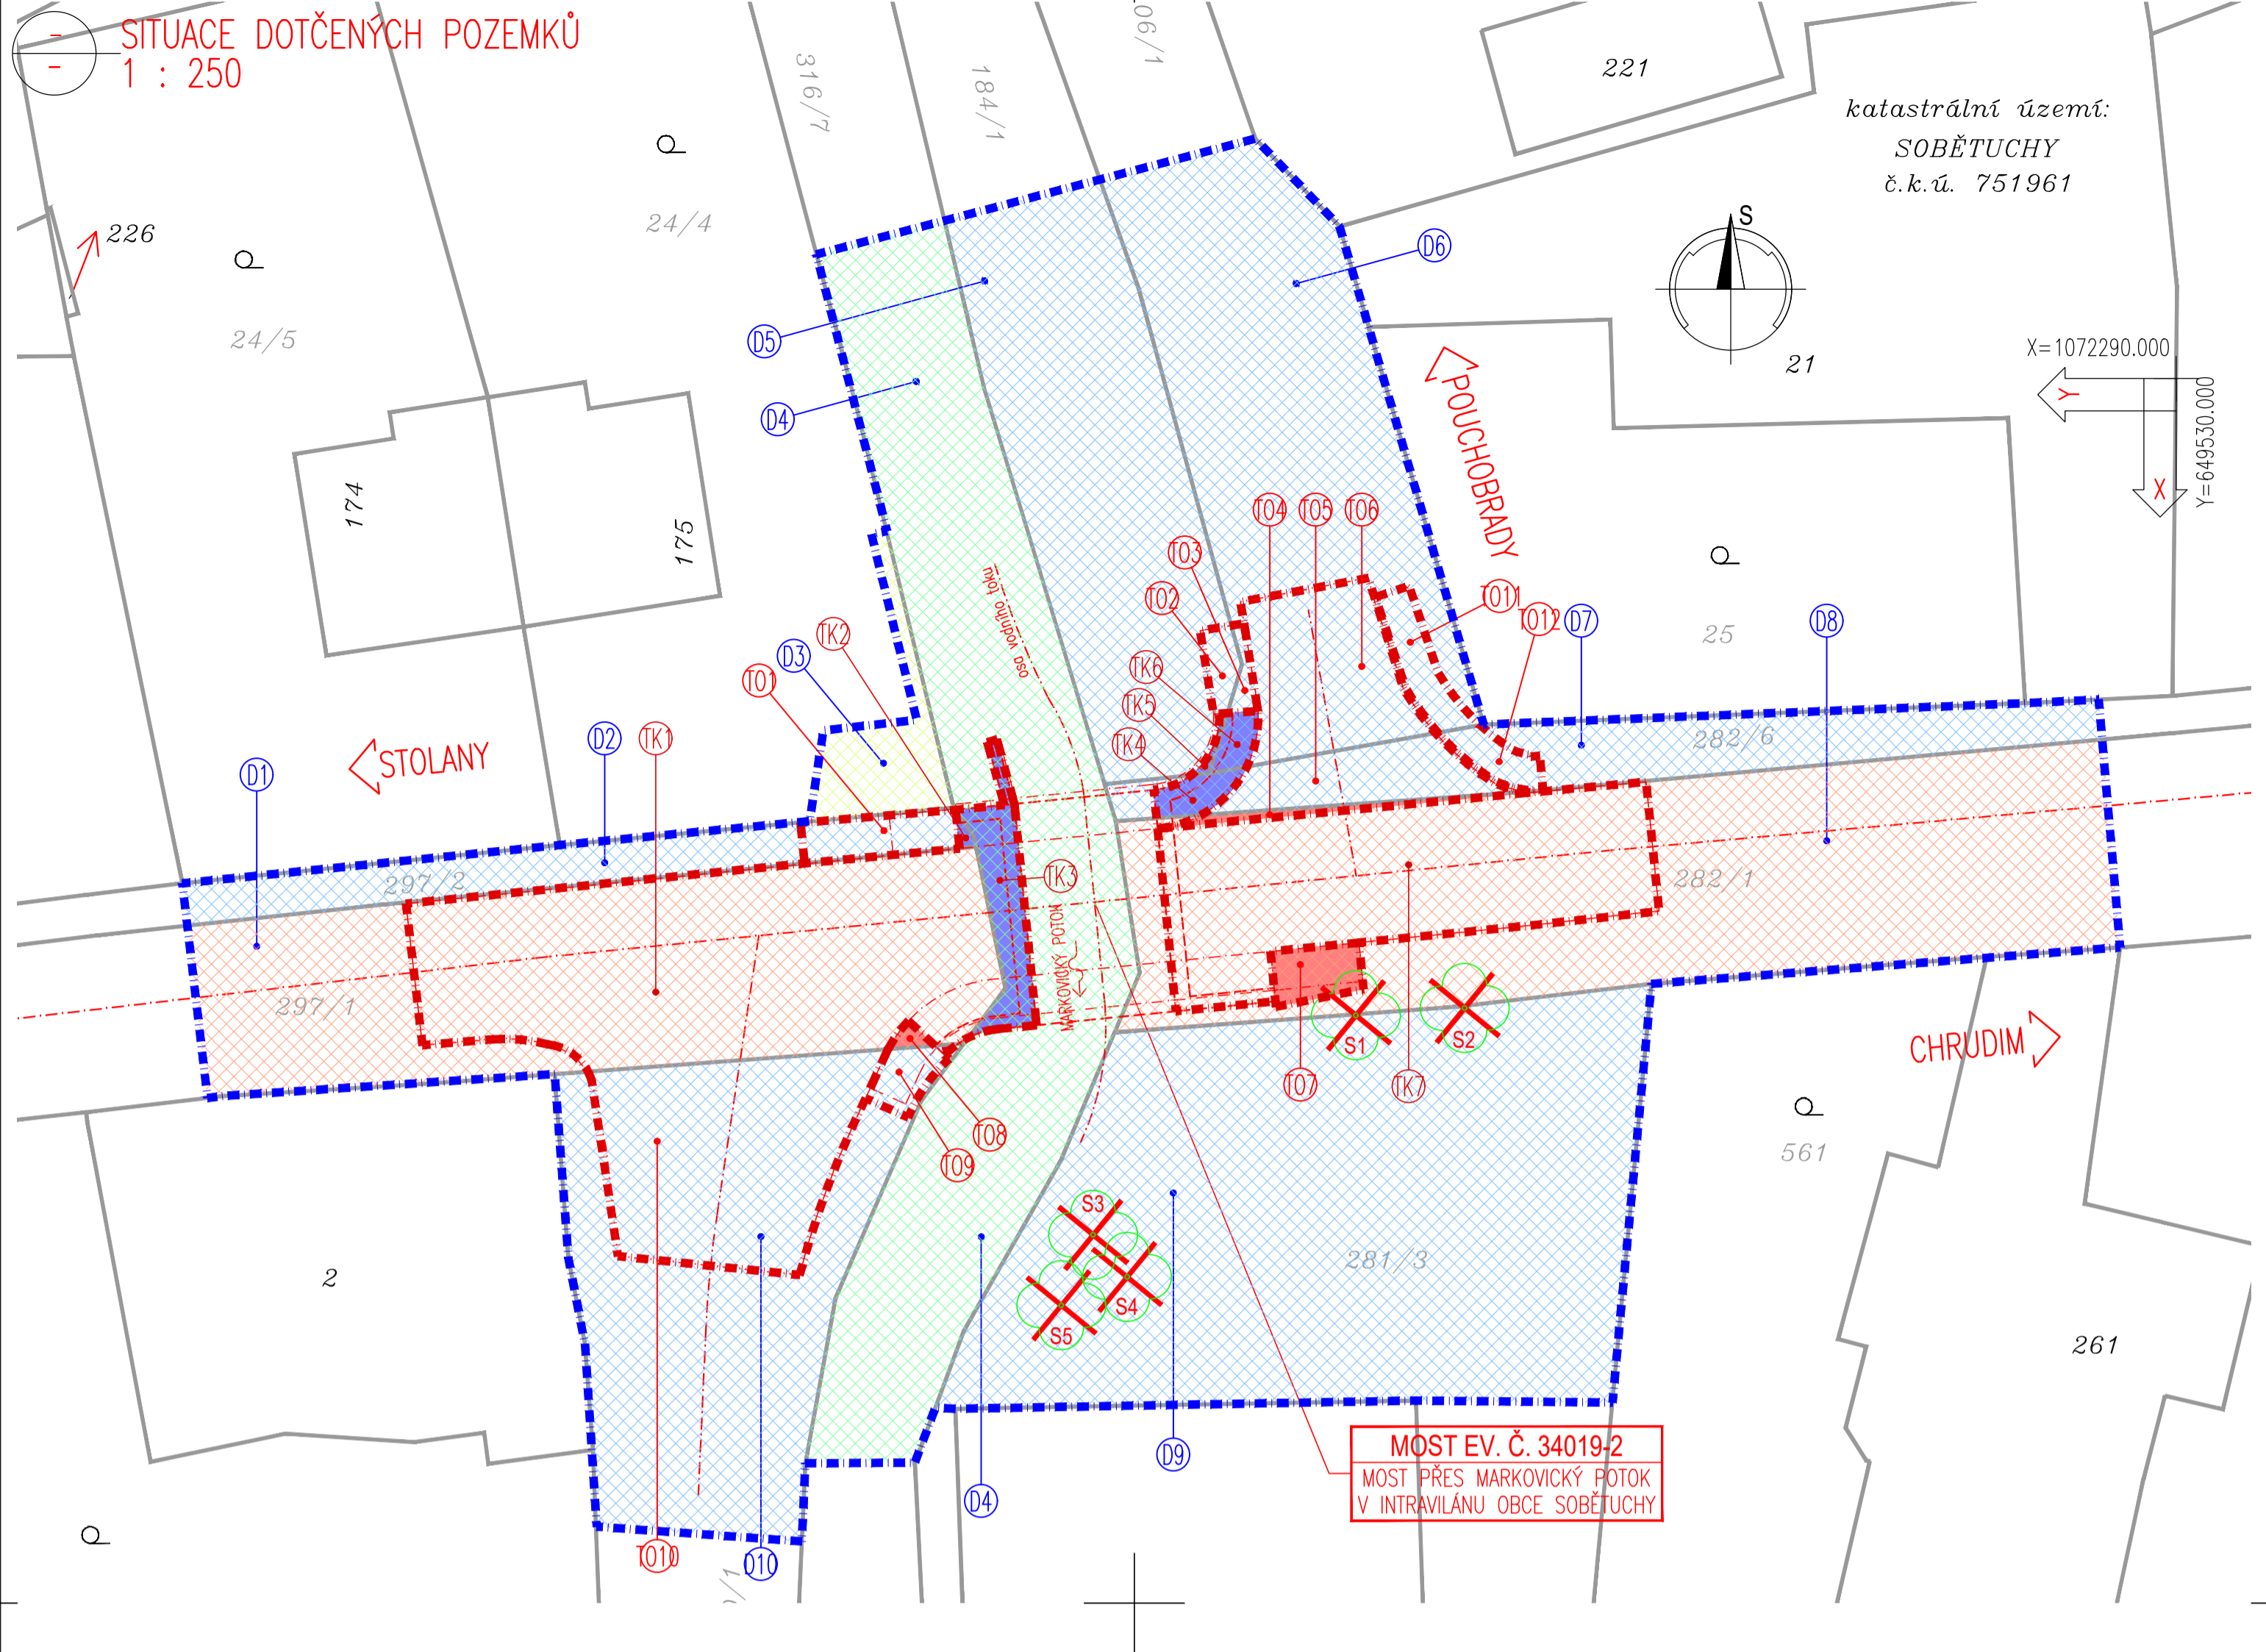 SITUACE DOTČENÝCH POZEMKŮ
1 : 250
316/7
184/1
06/1
221
katastrální území:
SOBĚTUCHY
č.k.ú. 751961
226
24/4
24/5
S
21
X=1072290.000
Y
X
Y=649530.000
D6
D5
D4
POUCHOBRADY
174
175
TO4
TO5
TO6
TO3
TO2
TO11
TO12
D7
D8
25
osa vodního toku
TK2
D3
TO1
TK6
TK5
TK4
STOLANY
D1
D2
TK1
282/6
297/2
TK3
282/1
297/1
MARKOVICKÝ POTOK
S1
S2
CHRUDIM
TO7
TK7
TO8
TO9
561
S3
S4
S5
281/3
2
261
MOST EV. Č. 34019-2
MOST PŘES MARKOVICKÝ POTOK
V INTRAVILÁNU OBCE SOBĚTUCHY
D9
D4
TO10
D10
/1